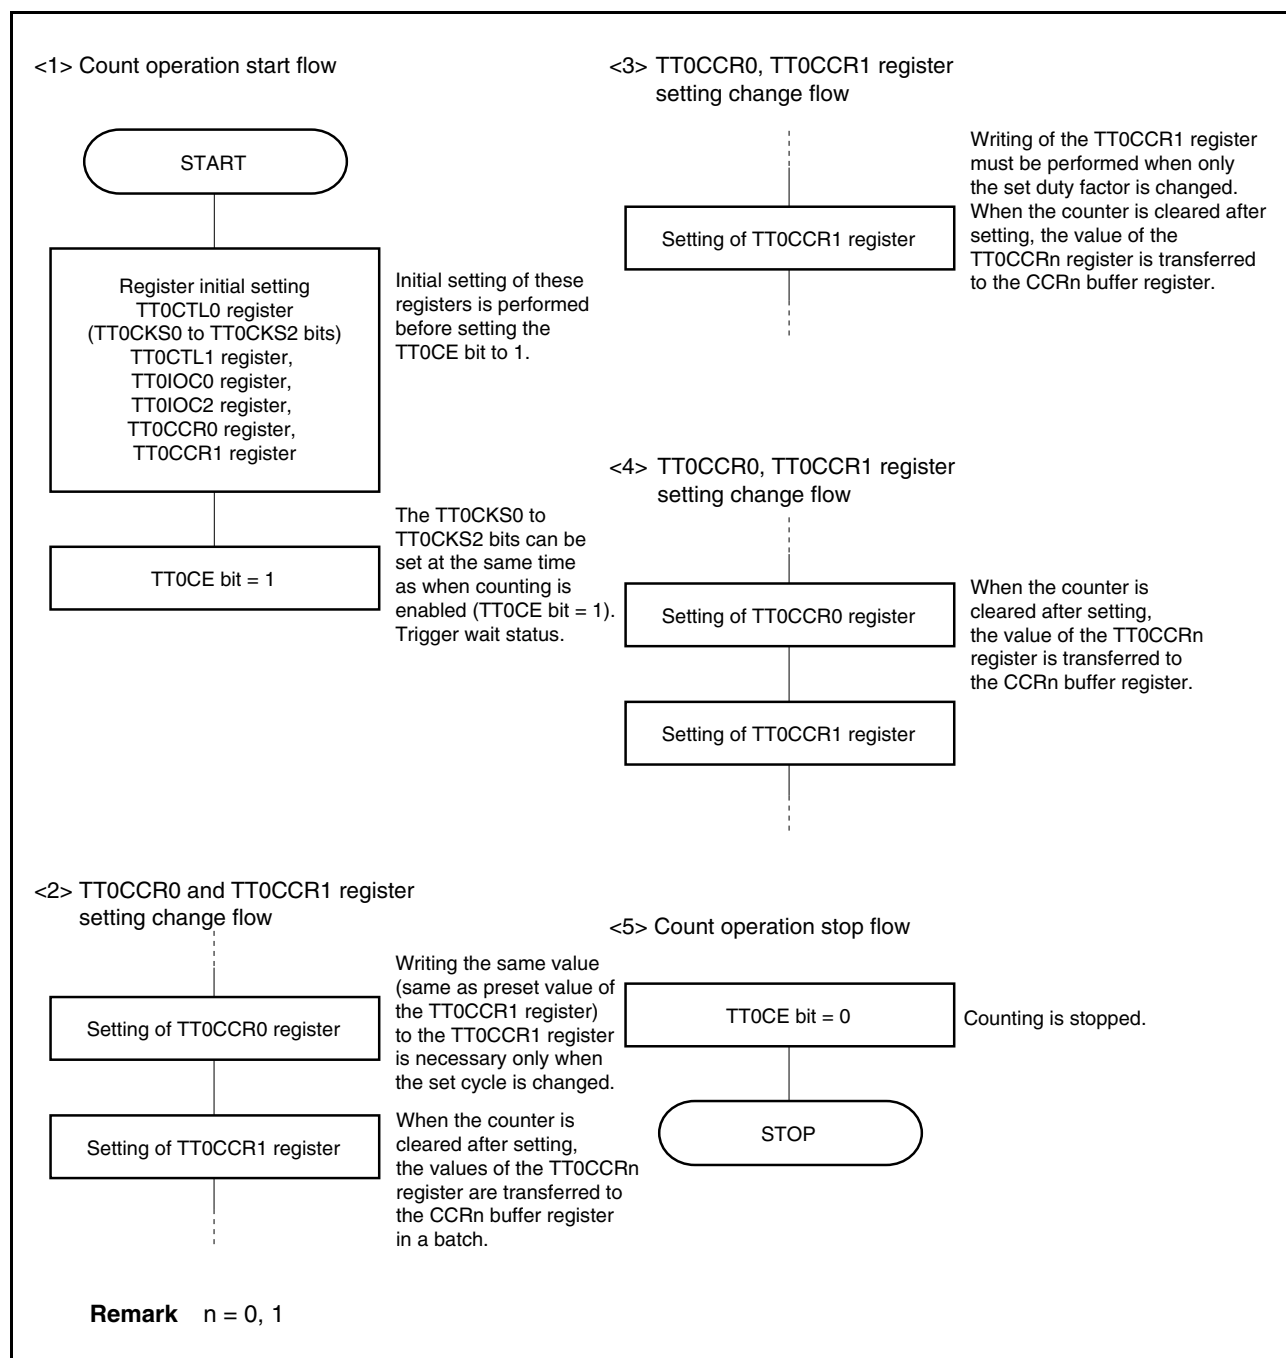 <1> Count operation start flow
START
Register initial setting
TT0CTL0 register
(TT0CKS0 to TT0CKS2 bits)
TT0CTL1 register,
TT0IOC0 register,
TT0IOC2 register,
TT0CCR0 register,
TT0CCR1 register
Initial setting of these
registers is performed
before setting the
TT0CE bit to 1.
TT0CE bit = 1
The TT0CKS0 to
TT0CKS2 bits can be
set at the same time
as when counting is
enabled (TT0CE bit = 1).
Trigger wait status.
<2> TT0CCR0 and TT0CCR1 register
setting change flow
Setting of TT0CCR0 register
Writing the same value
(same as preset value of
the TT0CCR1 register)
to the TT0CCR1 register
is necessary only when
the set cycle is changed.
Setting of TT0CCR1 register
When the counter is
cleared after setting,
the values of the TT0CCRn
register are transferred to
the CCRn buffer register
in a batch.
<3> TT0CCR0, TT0CCR1 register
setting change flow
Setting of TT0CCR1 register
Writing of the TT0CCR1 register
must be performed when only
the set duty factor is changed.
When the counter is cleared after
setting, the value of the
TT0CCRn register is transferred
to the CCRn buffer register.
<4> TT0CCR0, TT0CCR1 register
setting change flow
Setting of TT0CCR0 register
When the counter is
cleared after setting,
the value of the TT0CCRn
register is transferred to
the CCRn buffer register.
Setting of TT0CCR1 register
<5> Count operation stop flow
TT0CE bit = 0
Counting is stopped.
STOP
Remark n = 0, 1